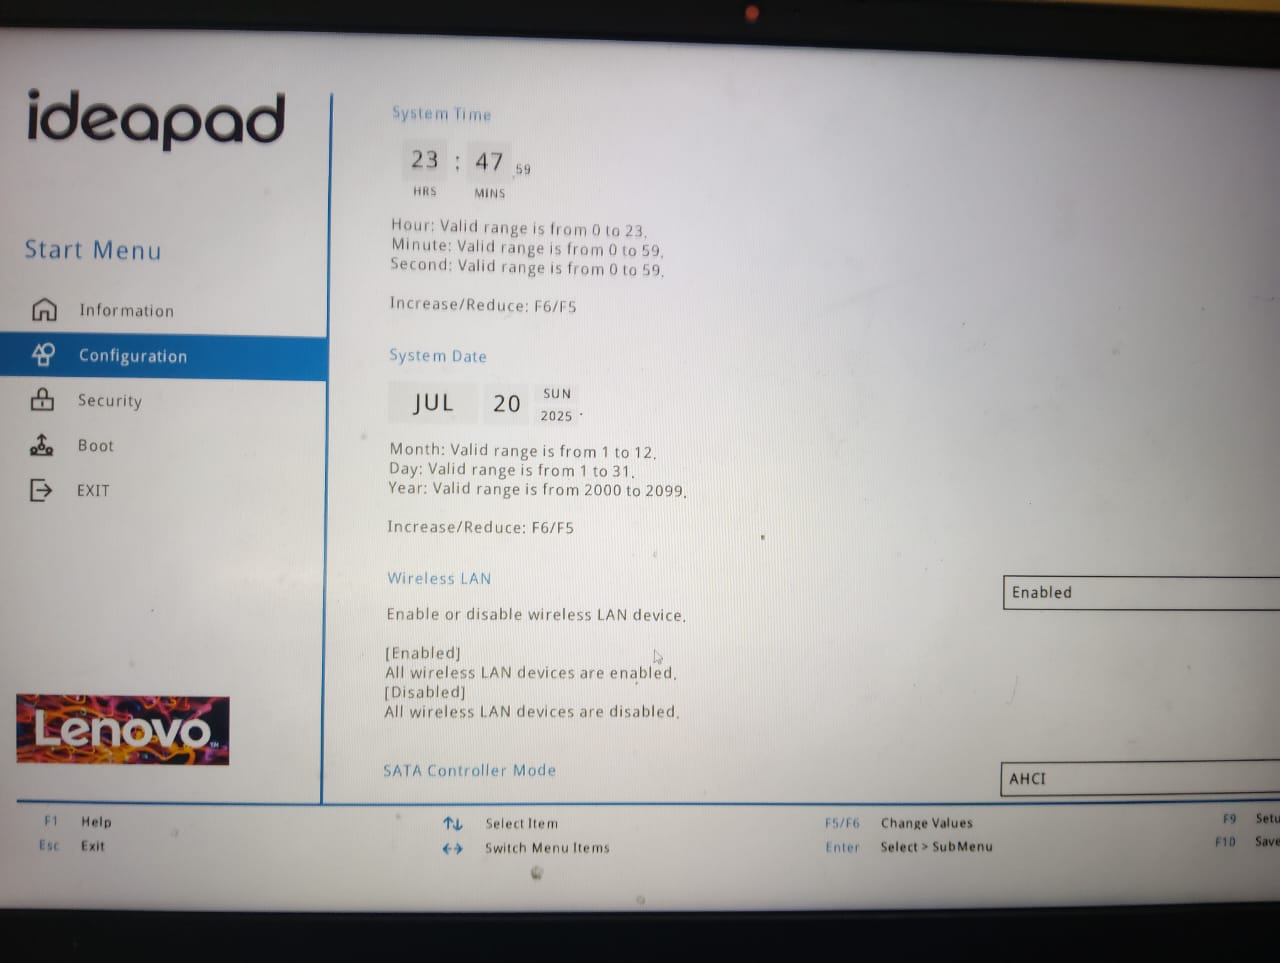 ideapad
Start Menu
Information
Configuration
Security
Boot
EXIT
Lenovo
System Time
23 : 47 59
HRS MINS
Hour: Valid range is from 0 to 23.
Minute: Valid range is from 0 to 59.
Second: Valid range is from 0 to 59.
Increase/Reduce: F6/F5
System Date
JUL 20 SUN
2025
Month: Valid range is from 1 to 12.
Day: Valid range is from 1 to 31.
Year: Valid range is from 2000 to 2099.
Increase/Reduce: F6/F5
Wireless LAN
Enabled
Enable or disable wireless LAN device.
[Enabled]
All wireless LAN devices are enabled.
[Disabled]
All wireless LAN devices are disabled.
SATA Controller Mode
AHCI
F1 Help
Esc Exit
↑↓ Select Item
↔ Switch Menu Items
F5/F6 Change Values
Enter Select > SubMenu
F9 Setu
F10 Save